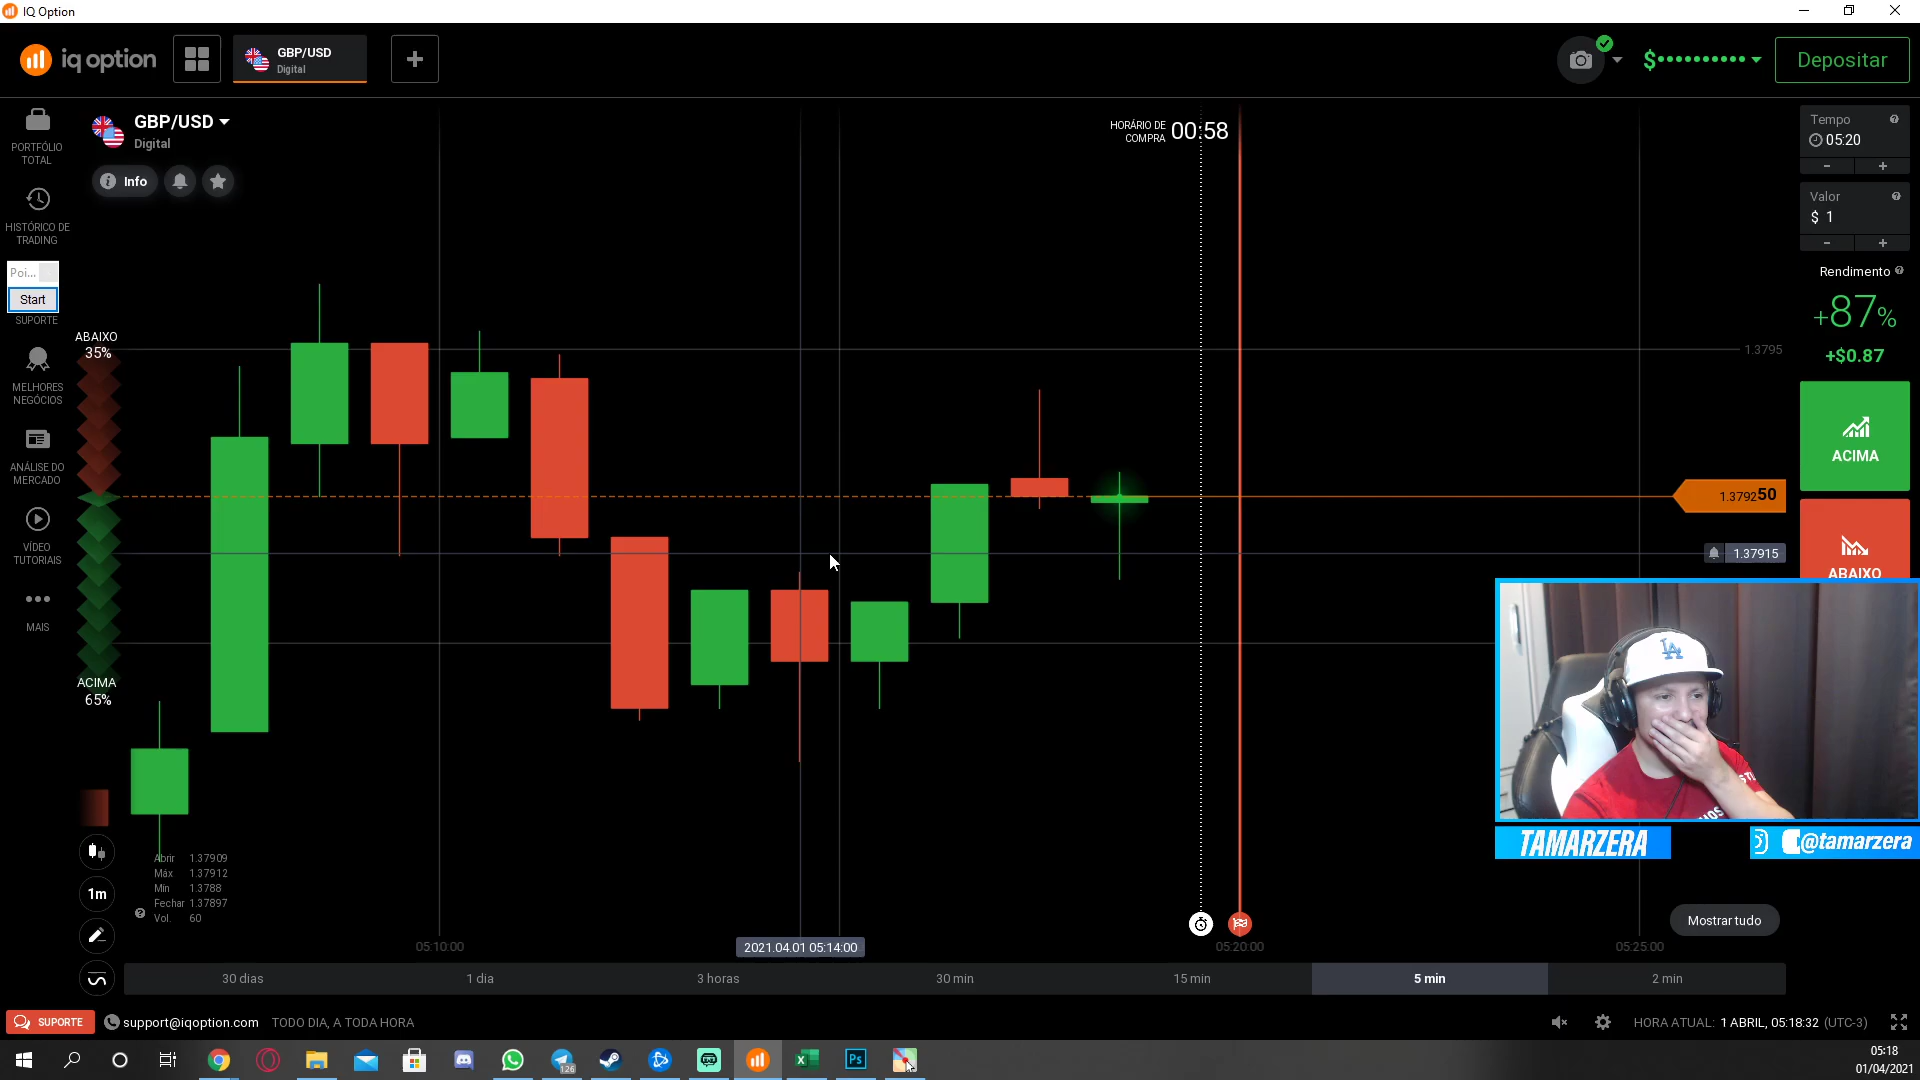 IQ Option
iq option
GBP/USD
Digital
+
$
Depositar
GBP/USD
Digital
Info
HORÁRIO DE
COMPRA
00:58
Tempo
05:20
- +
Valor
$ 1
- +
Rendimento
+87%
+$0.87
ACIMA
ABAIXO
PORTFÓLIO
TOTAL
HISTÓRICO DE
TRADING
Poi...
Start
SUPORTE
MELHORES
NEGÓCIOS
ANÁLISE DO
MERCADO
VÍDEO
TUTORIAIS
MAIS
ABAIXO
35%
ACIMA
65%
1.3795
1.379250
1.37915
LA
TAMARZERA
@tamarzera
1m
Abrir 1.37909
Máx 1.37912
Mín 1.3788
Fechar 1.37897
Vol. 60
Mostrar tudo
05:10:00
2021.04.01 05:14:00
05:20:00
05:25:00
30 dias
1 dia
3 horas
30 min
15 min
5 min
2 min
SUPORTE
support@iqoption.com
TODO DIA, A TODA HORA
HORA ATUAL: 1 ABRIL, 05:18:32 (UTC-3)
126
Ps
05:18
01/04/2021